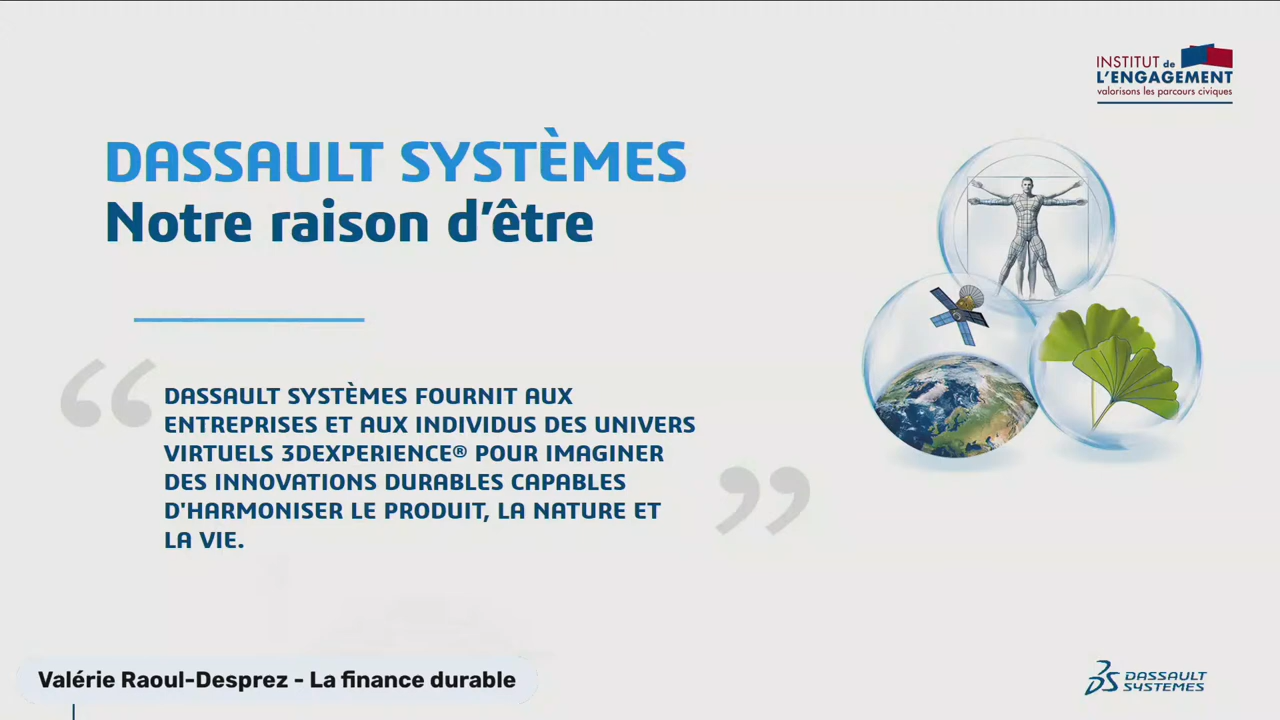 INSTITUT de
L'ENGAGEMENT
valorisons les parcours civiques
DASSAULT SYSTÈMES
Notre raison d'être
“
DASSAULT SYSTÈMES FOURNIT AUX
ENTREPRISES ET AUX INDIVIDUS DES UNIVERS
VIRTUELS 3DEXPERIENCE® POUR IMAGINER
DES INNOVATIONS DURABLES CAPABLES
D'HARMONISER LE PRODUIT, LA NATURE ET
LA VIE.
”
Valérie Raoul-Desprez - La finance durable
3DS DASSAULT
SYSTEMES